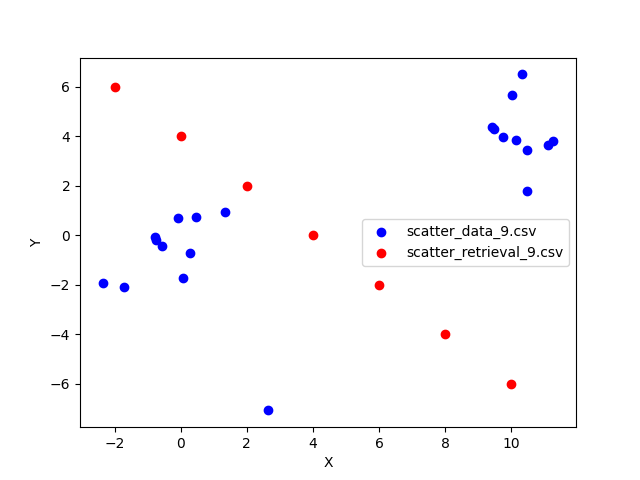 6
4
2
0
−2
−4
−6
Y
scatter_data_9.csv
scatter_retrieval_9.csv
−2 0 2 4 6 8 10
X